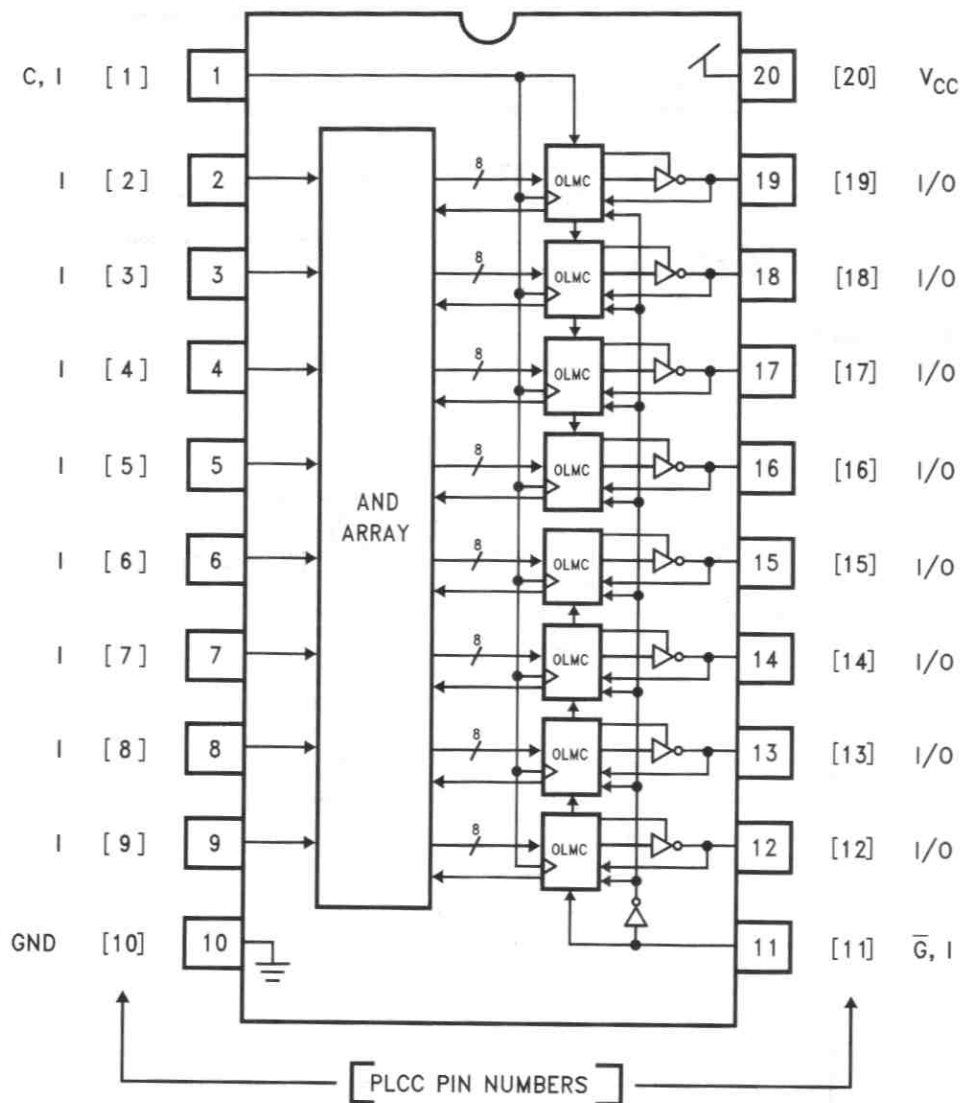 C, I [1] 1 20 [20] VCC
I [2] 2 8 OLMC 19 [19] I/O
I [3] 3 8 OLMC 18 [18] I/O
I [4] 4 8 OLMC 17 [17] I/O
I [5] 5 8 OLMC 16 [16] I/O
AND
ARRAY
I [6] 6 8 OLMC 15 [15] I/O
I [7] 7 8 OLMC 14 [14] I/O
I [8] 8 8 OLMC 13 [13] I/O
I [9] 9 8 OLMC 12 [12] I/O
GND [10] 10 11 [11] G̅, I
[PLCC PIN NUMBERS]